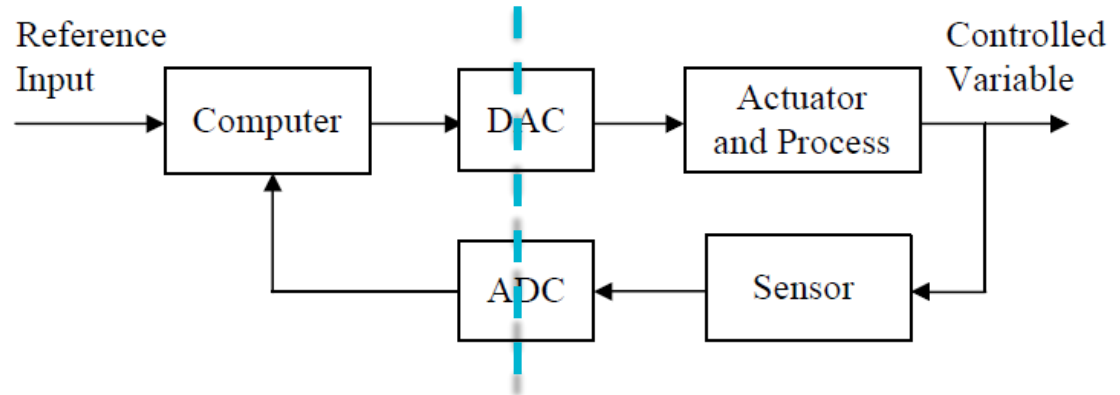 Reference
Input
Controlled
Variable
Computer
DAC
Actuator
and Process
ADC
Sensor